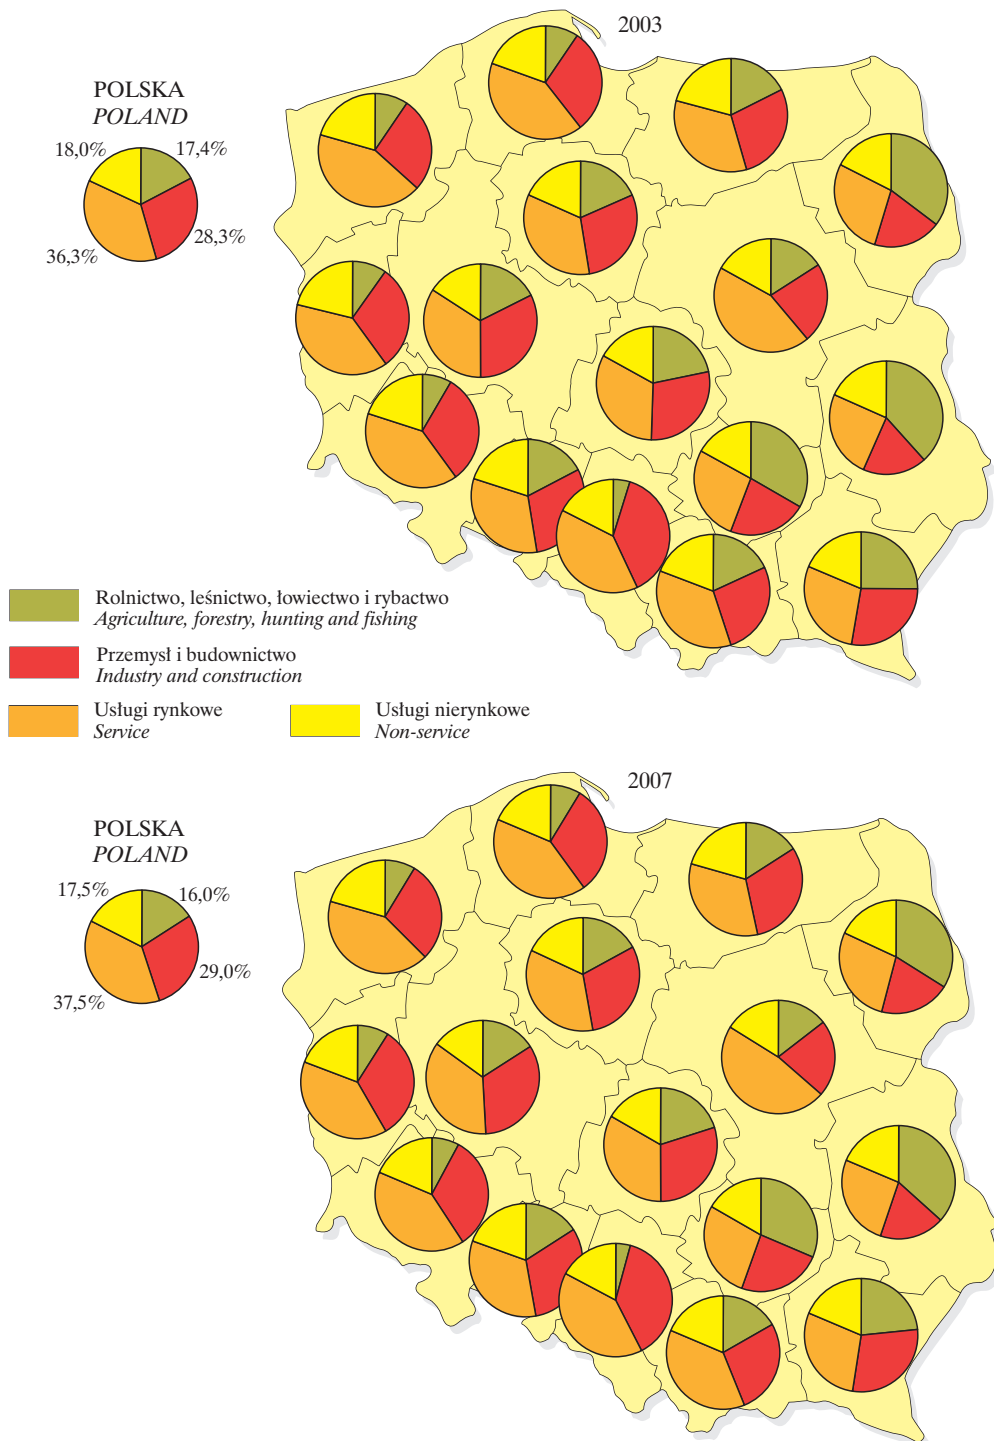 2003
POLSKA
POLAND
18,0%
17,4%
28,3%
36,3%
Rolnictwo, leśnictwo, łowiectwo i rybactwo
Agriculture, forestry, hunting and fishing
Przemysł i budownictwo
Industry and construction
Usługi rynkowe
Service
Usługi nierynkowe
Non-service
2007
POLSKA
POLAND
17,5%
16,0%
29,0%
37,5%